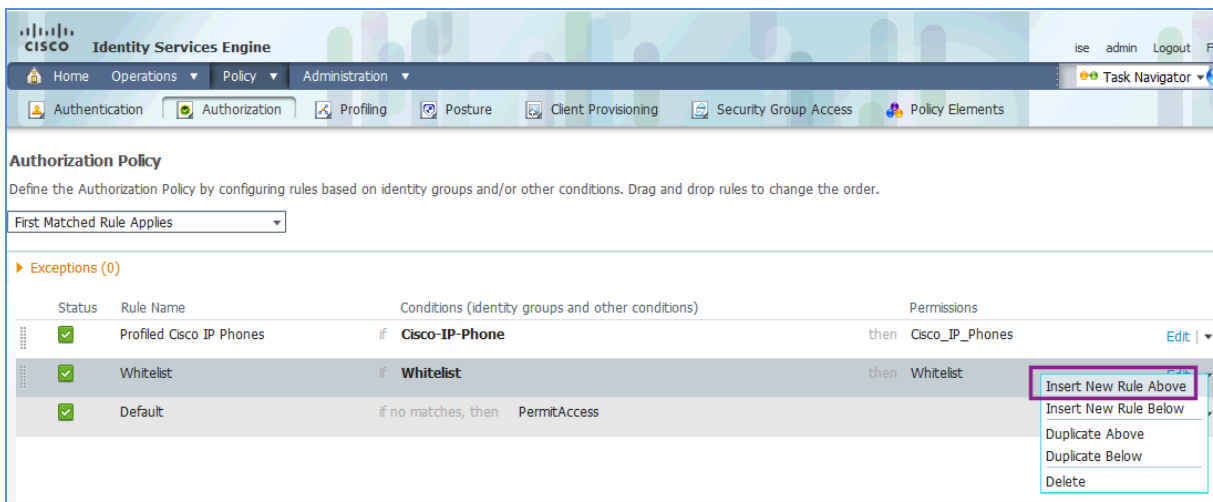 CISCO Identity Services Engine
ise admin Logout F
Home Operations Policy Administration
Task Navigator
Authentication Authorization Profiling Posture Client Provisioning Security Group Access Policy Elements
Authorization Policy
Define the Authorization Policy by configuring rules based on identity groups and/or other conditions. Drag and drop rules to change the order.
First Matched Rule Applies
Exceptions (0)
Status Rule Name Conditions (identity groups and other conditions) Permissions
Profiled Cisco IP Phones if Cisco-IP-Phone then Cisco_IP_Phones Edit |
Whitelist if Whitelist then Whitelist Edit
Insert New Rule Above
Default if no matches, then PermitAccess
Insert New Rule Below
Duplicate Above
Duplicate Below
Delete